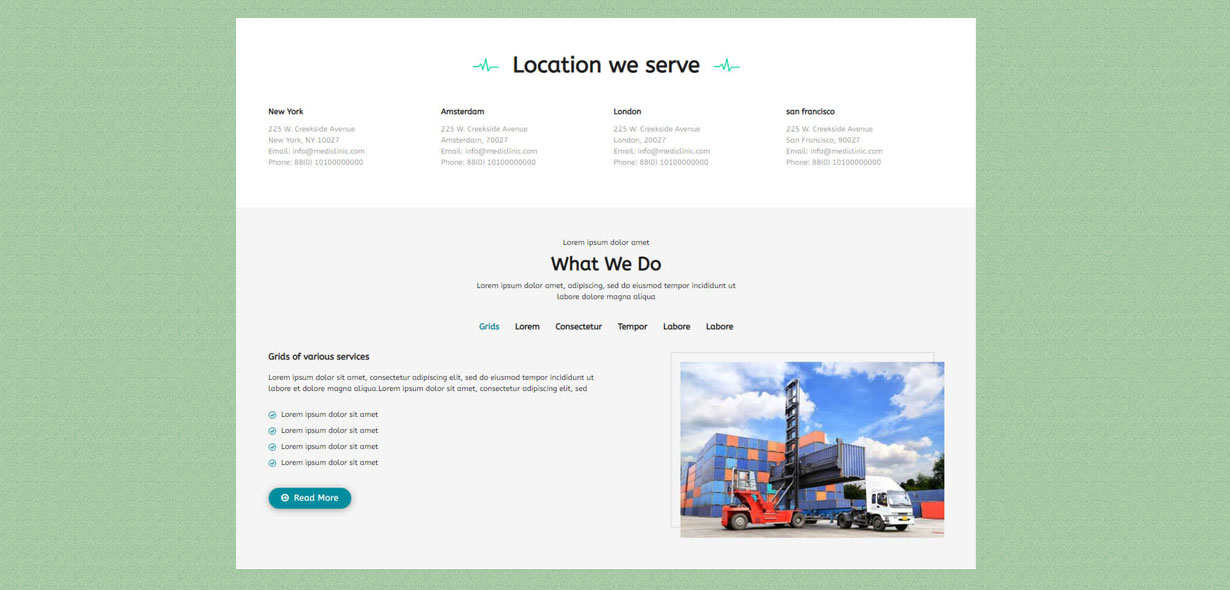 Location we serve
New York
225 W. Creekside Avenue
New York, NY 10027
Email: info@mediclinic.com
Phone: 88(0) 10100000000
Amsterdam
225 W. Creekside Avenue
Amsterdam, 70027
Email: info@mediclinic.com
Phone: 88(0) 10100000000
London
225 W. Creekside Avenue
London, 20027
Email: info@mediclinic.com
Phone: 88(0) 10100000000
san francisco
225 W. Creekside Avenue
San Francisco, 90027
Email: info@mediclinic.com
Phone: 88(0) 10100000000
Lorem ipsum dolor amet
What We Do
Lorem ipsum dolor amet, adipiscing, sed do eiusmod tempor incididunt ut
labore dolore magna aliqua
Grids Lorem Consectetur Tempor Labore Labore
Grids of various services
Lorem ipsum dolor sit amet, consectetur adipiscing elit, sed do eiusmod tempor incididunt ut
labore et dolore magna aliqua.Lorem ipsum dolor sit amet, consectetur adipiscing elit, sed
Lorem ipsum dolor sit amet
Lorem ipsum dolor sit amet
Lorem ipsum dolor sit amet
Lorem ipsum dolor sit amet
Read More